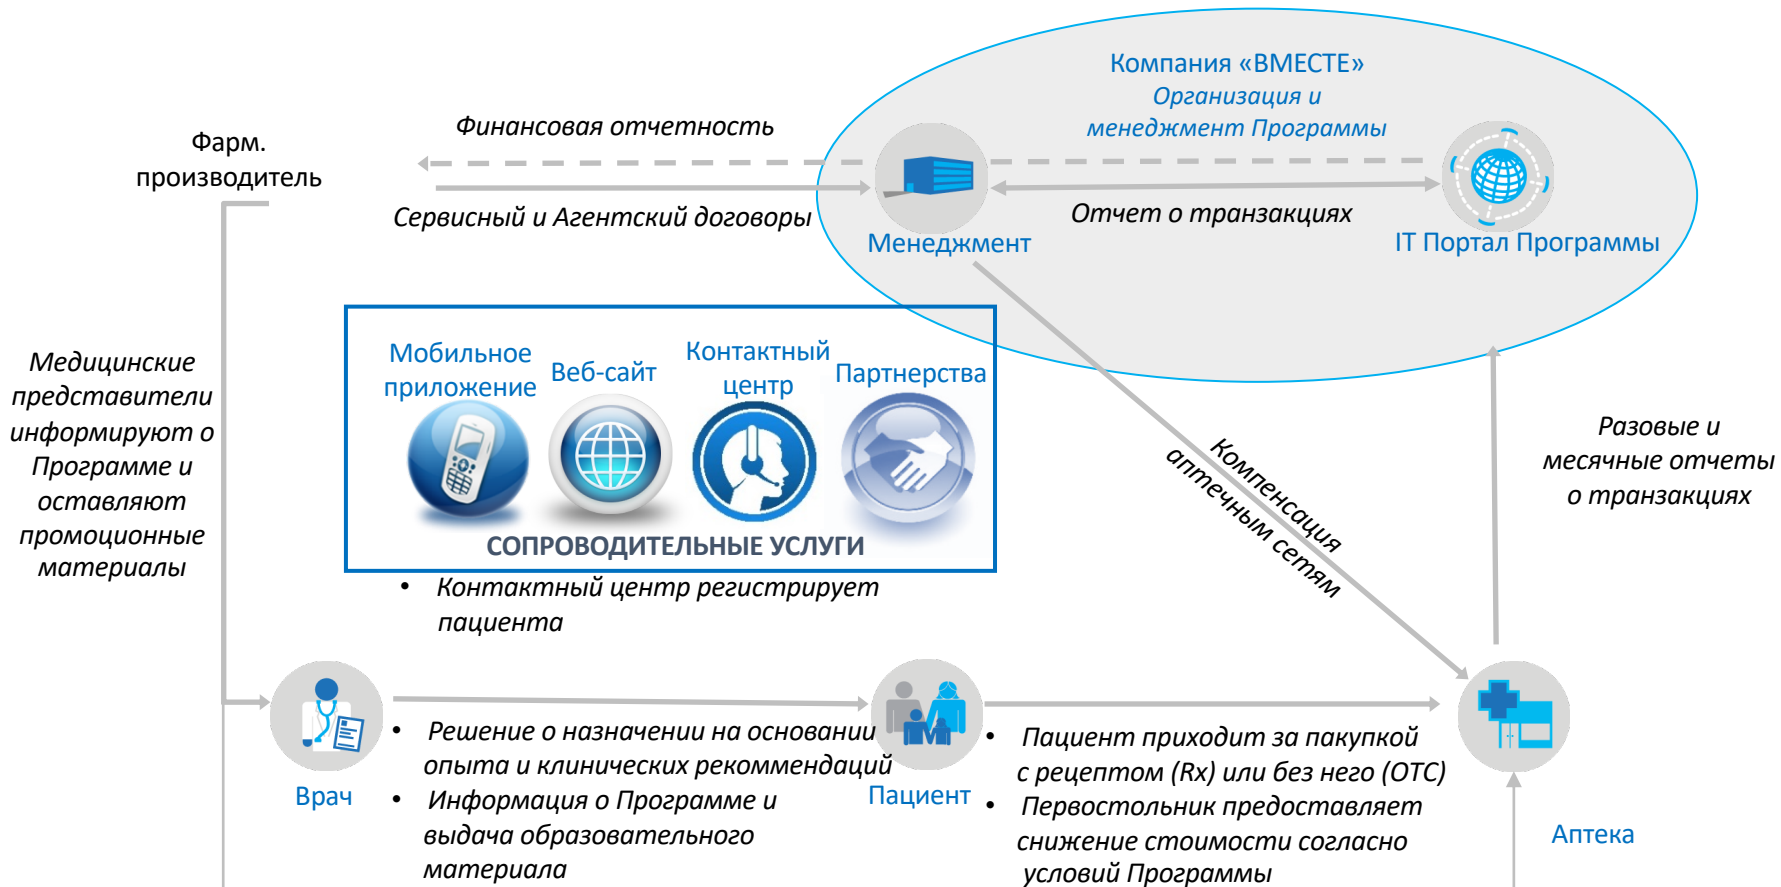 Компания «ВМЕСТЕ»
Организация и
менеджмент Программы
Финансовая отчетность
Фарм.
производитель
Сервисный и Агентский договоры
Отчет о транзакциях
Менеджмент
IT Портал Программы
Медицинские
представители
информируют о
Программе и
оставляют
промоционные
материалы
Мобильное
приложение
Веб-сайт
Контактный
центр
Партнерства
СОПРОВОДИТЕЛЬНЫЕ УСЛУГИ
• Контактный центр регистрирует
пациента
Компенсация
аптечным сетям
Разовые и
месячные отчеты
о транзакциях
Врач
• Решение о назначении на основании
опыта и клинических рекоммендаций
• Информация о Программе и
выдача образовательного
материала
Пациент
• Пациент приходит за пакупкой
с рецептом (Rx) или без него (OTC)
• Первостольник предоставляет
снижение стоимости согласно
условий Программы
Аптека